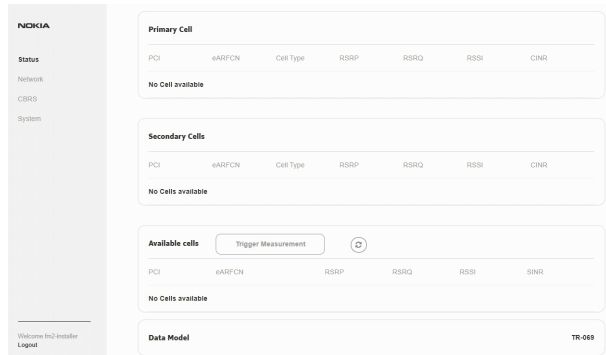 NOKIA
Status
Network
CBRS
System
Welcome fm2-installer
Logout
Primary Cell
PCI eARFCN Cell Type RSRP RSRQ RSSI CINR
No Cell available
Secondary Cells
PCI eARFCN Cell Type RSRP RSRQ RSSI CINR
No Cells available
Available cells Trigger Measurement
PCI eARFCN RSRP RSRQ RSSI SINR
No Cells available
Data Model TR-069